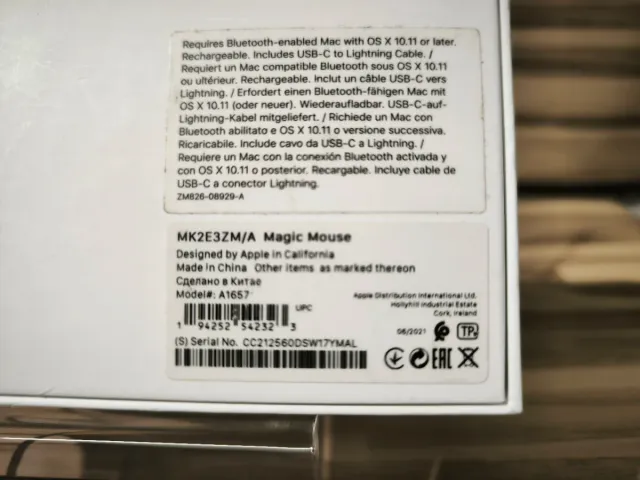 Requires Bluetooth-enabled Mac with OS X 10.11 or later.
Rechargeable. Includes USB-C to Lightning Cable. /
Requiert un Mac compatible Bluetooth sous OS X 10.11
ou ultérieur. Rechargeable. Inclut un câble USB-C vers
Lightning. / Erfordert einen Bluetooth-fähigen Mac mit
OS X 10.11 (oder neuer). Wiederaufladbar. USB-C-auf-
Lightning-Kabel mitgeliefert. / Richiede un Mac con
Bluetooth abilitato e OS X 10.11 o versione successiva.
Ricaricabile. Include cavo da USB-C a Lightning. /
Requiere un Mac con la conexión Bluetooth activada y
con OS X 10.11 o posterior. Recargable. Incluye cable de
USB-C a conector Lightning.
ZM826-08929-A
MK2E3ZM/A Magic Mouse
Designed by Apple in California
Made in China Other items as marked thereon
Сделано в Китае
Model#: A1657
UPC
1 94252 54232 3
(S) Serial No. CC212560DSW17YMAL
Apple Distribution International Ltd.
Hollyhill Industrial Estate
Cork, Ireland
06/2021
TP
EAC